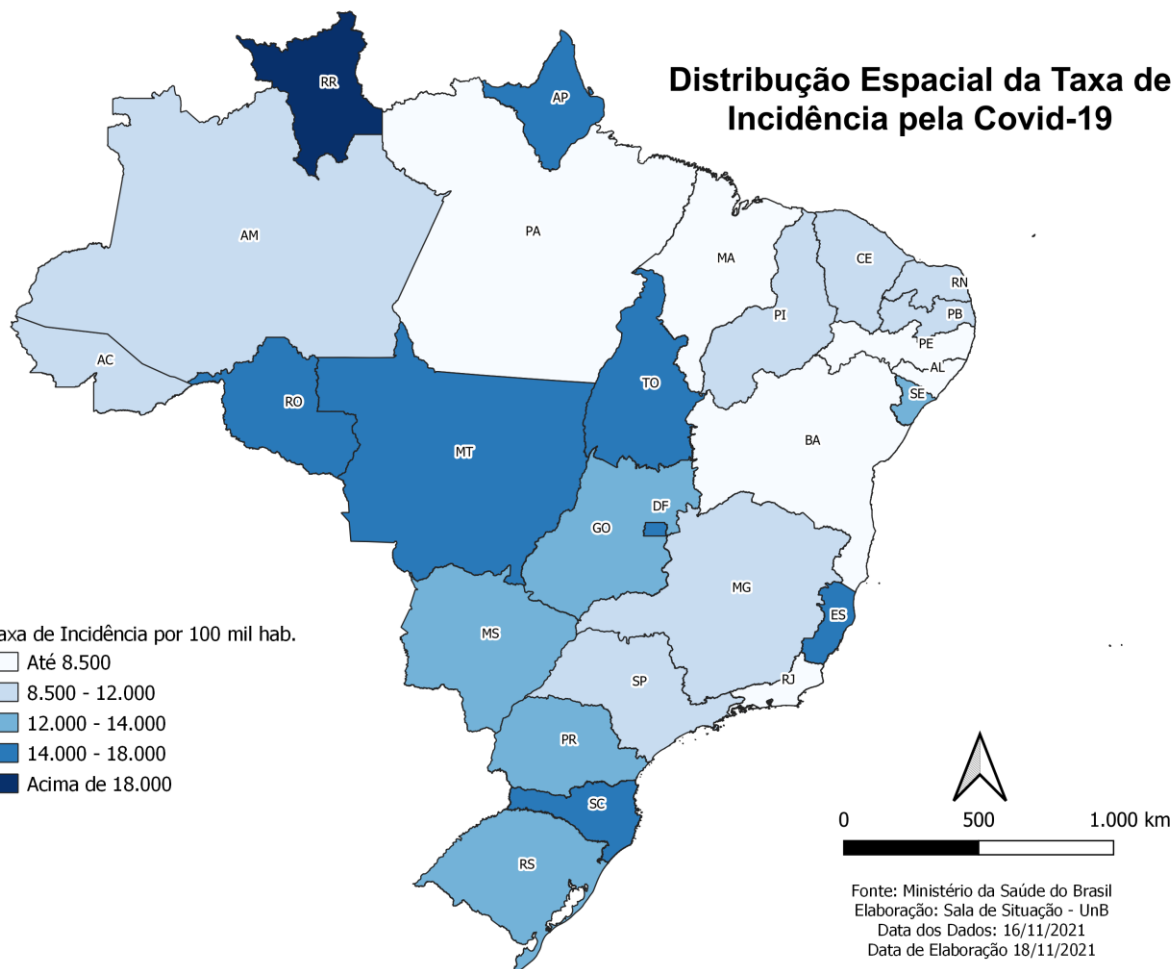 Distribução Espacial da Taxa de
Incidência pela Covid-19
RR
AP
AM
PA
MA
CE
RN
PI
PB
PE
AC
AL
TO
SE
RO
BA
MT
DF
GO
MG
ES
MS
SP
RJ
PR
SC
RS
axa de Incidência por 100 mil hab.
Até 8.500
8.500 - 12.000
12.000 - 14.000
14.000 - 18.000
Acima de 18.000
0 500 1.000 km
Fonte: Ministério da Saúde do Brasil
Elaboração: Sala de Situação - UnB
Data dos Dados: 16/11/2021
Data de Elaboração 18/11/2021